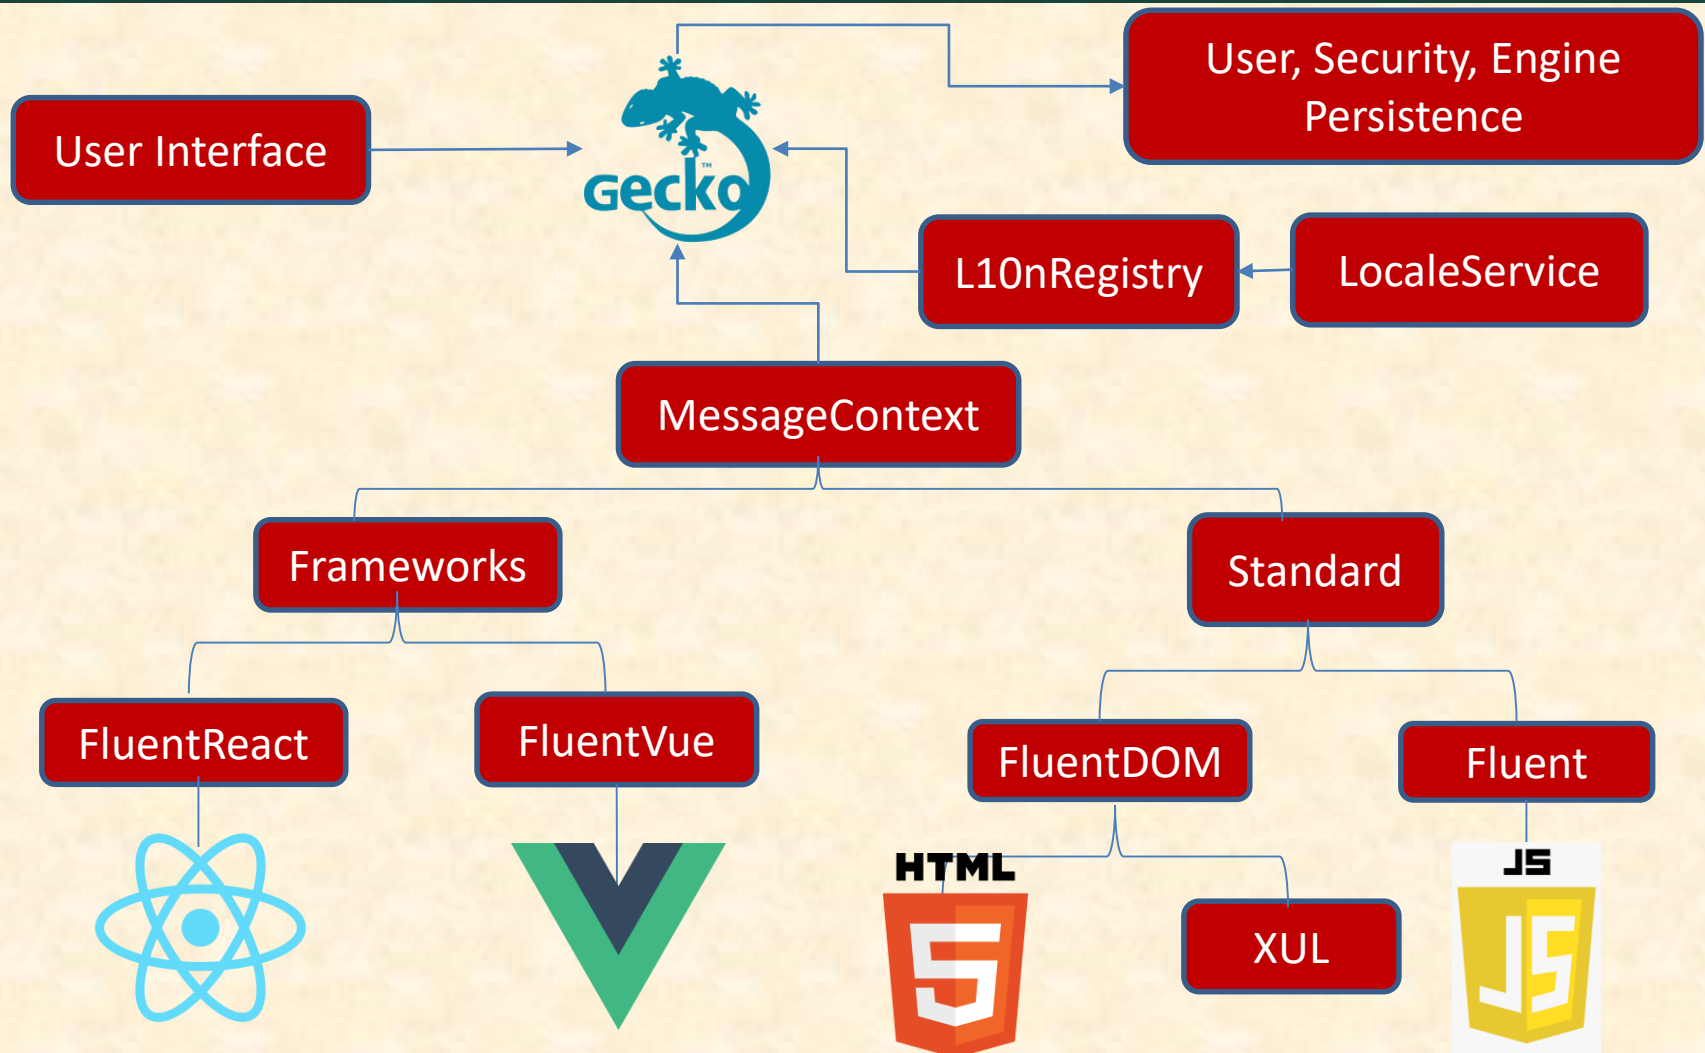 User, Security, Engine
Persistence
User Interface
Gecko™
L10nRegistry
LocaleService
MessageContext
Frameworks
Standard
FluentReact
FluentVue
FluentDOM
Fluent
HTML
5
XUL
JS
JS